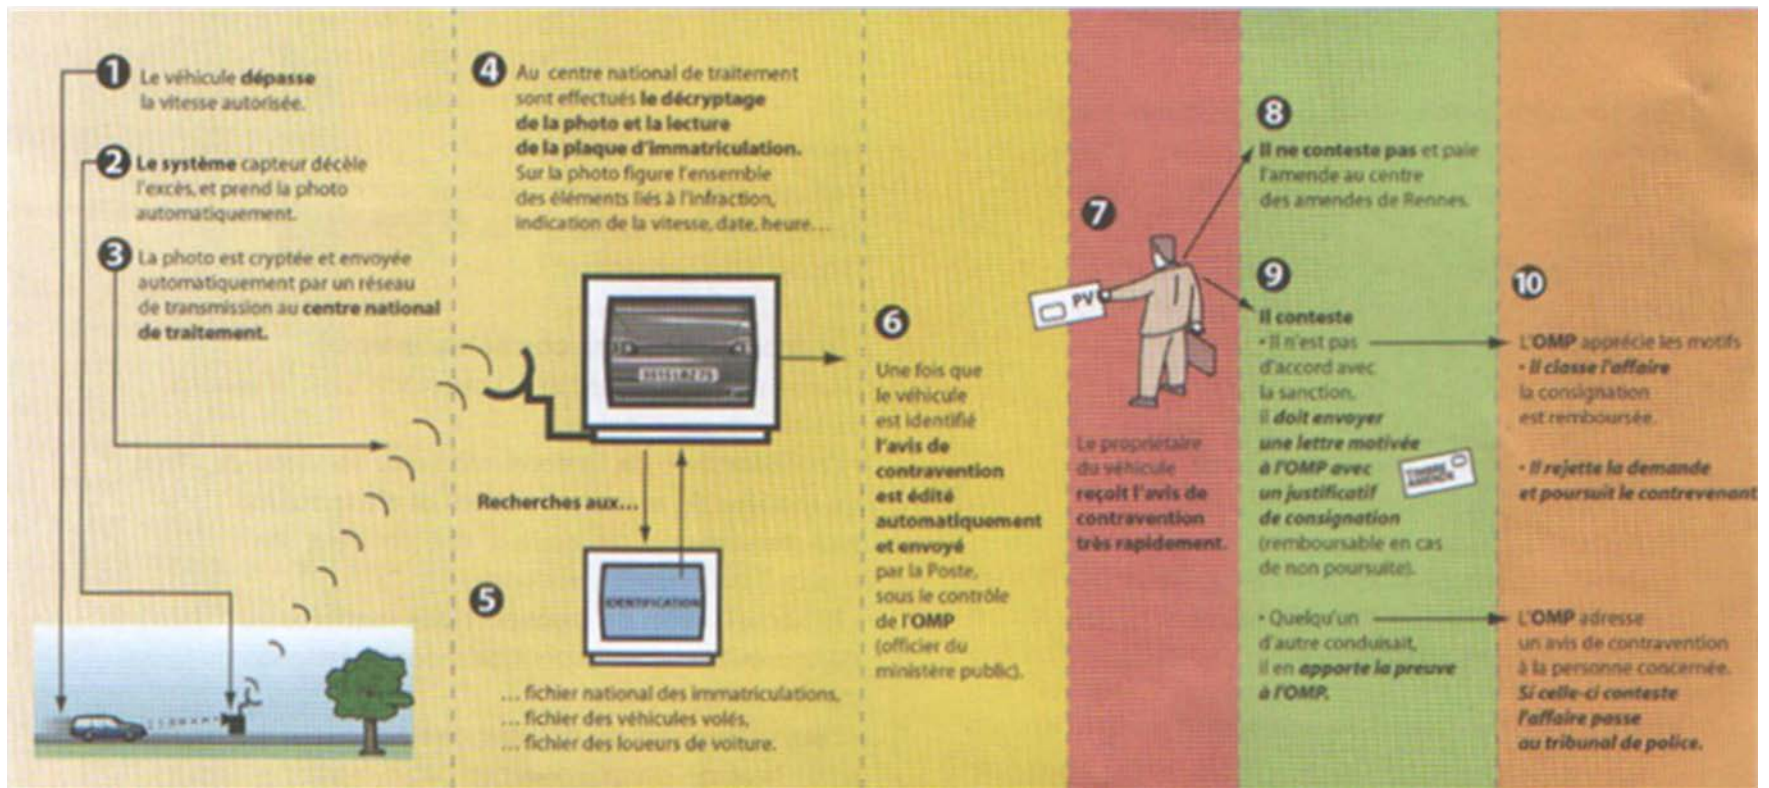 1
Le véhicule dépasse
la vitesse autorisée.
2
Le système capteur décèle
l'excès, et prend la photo
automatiquement.
3
La photo est cryptée et envoyée
automatiquement par un réseau
de transmission au centre national
de traitement.
4
Au centre national de traitement
sont effectués le décryptage
de la photo et la lecture
de la plaque d'immatriculation.
Sur la photo figure l'ensemble
des éléments liés à l'infraction,
indication de la vitesse, date, heure...
Recherches aux...
5
IDENTIFICATION
... fichier national des immatriculations,
... fichier des véhicules volés,
... fichier des loueurs de voiture.
6
Une fois que
le véhicule
est identifié
l'avis de
contravention
est édité
automatiquement
et envoyé
par la Poste,
sous le contrôle
de l'OMP
(officier du
ministère public).
7
PV
Le propriétaire
du véhicule
reçoit l'avis de
contravention
très rapidement.
8
Il ne conteste pas et paie
l'amende au centre
des amendes de Rennes.
9
Il conteste
• Il n'est pas
d'accord avec
la sanction,
il doit envoyer
une lettre motivée
à l'OMP avec
un justificatif
de consignation
(remboursable en cas
de non poursuite).
TIMBRE
AMENDE
• Quelqu'un
d'autre conduisait,
il en apporte la preuve
à l'OMP.
10
L'OMP apprécie les motifs
• Il classe l'affaire
la consignation
est remboursée.
• Il rejette la demande
et poursuit le contrevenant
L'OMP adresse
un avis de contravention
à la personne concernée.
Si celle-ci conteste
l'affaire passe
au tribunal de police.